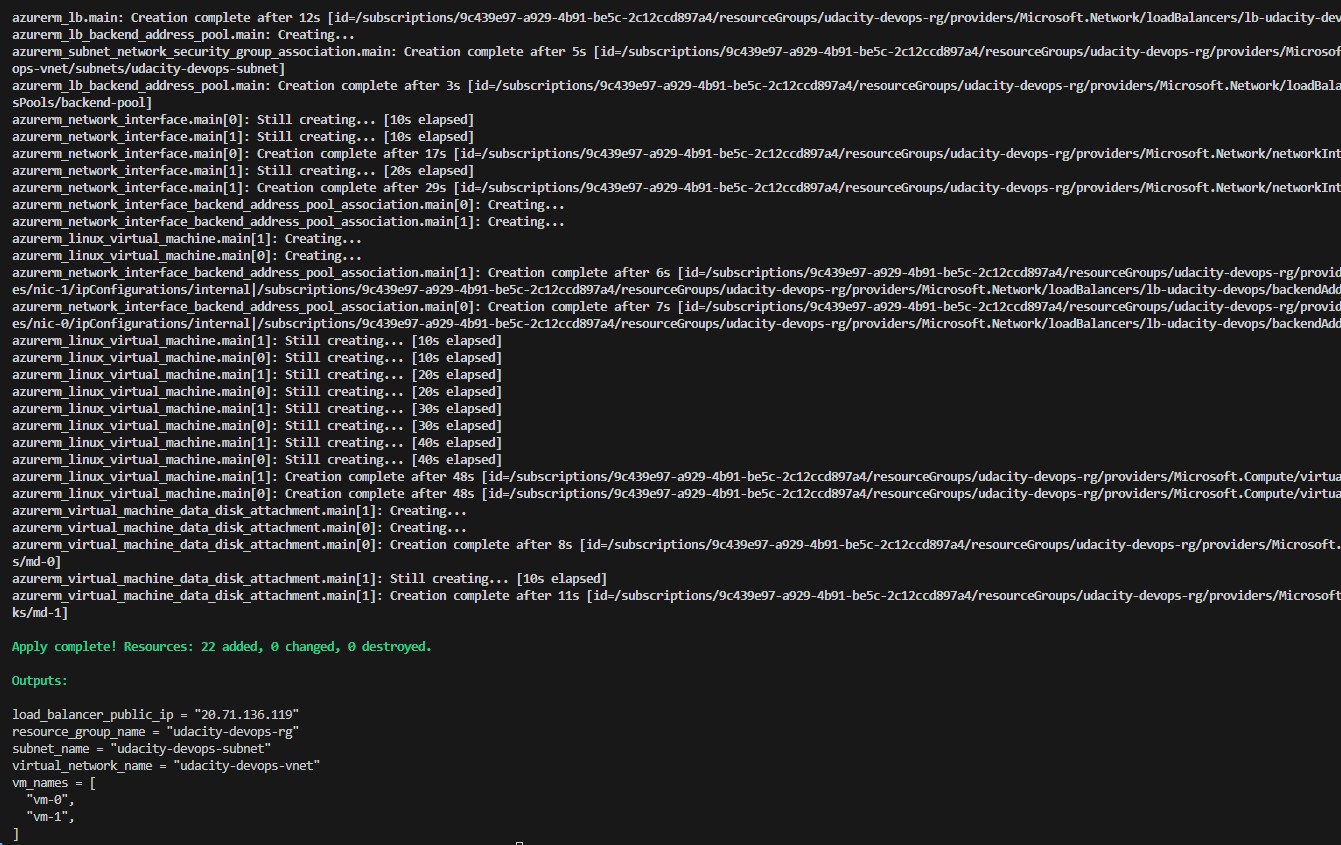 azurerm_lb.main: Creation complete after 12s [id=/subscriptions/9c439e97-a929-4b91-be5c-2c12ccd897a4/resourceGroups/udacity-devops-rg/providers/Microsoft.Network/loadBalancers/lb-udacity-dev
azurerm_lb_backend_address_pool.main: Creating...
azurerm_subnet_network_security_group_association.main: Creation complete after 5s [id=/subscriptions/9c439e97-a929-4b91-be5c-2c12ccd897a4/resourceGroups/udacity-devops-rg/providers/Microsof
ops-vnet/subnets/udacity-devops-subnet]
azurerm_lb_backend_address_pool.main: Creation complete after 3s [id=/subscriptions/9c439e97-a929-4b91-be5c-2c12ccd897a4/resourceGroups/udacity-devops-rg/providers/Microsoft.Network/loadBala
sPools/backend-pool]
azurerm_network_interface.main[0]: Still creating... [10s elapsed]
azurerm_network_interface.main[1]: Still creating... [10s elapsed]
azurerm_network_interface.main[0]: Creation complete after 17s [id=/subscriptions/9c439e97-a929-4b91-be5c-2c12ccd897a4/resourceGroups/udacity-devops-rg/providers/Microsoft.Network/networkInt
azurerm_network_interface.main[1]: Still creating... [20s elapsed]
azurerm_network_interface.main[1]: Creation complete after 29s [id=/subscriptions/9c439e97-a929-4b91-be5c-2c12ccd897a4/resourceGroups/udacity-devops-rg/providers/Microsoft.Network/networkInt
azurerm_network_interface_backend_address_pool_association.main[0]: Creating...
azurerm_network_interface_backend_address_pool_association.main[1]: Creating...
azurerm_linux_virtual_machine.main[1]: Creating...
azurerm_linux_virtual_machine.main[0]: Creating...
azurerm_network_interface_backend_address_pool_association.main[1]: Creation complete after 6s [id=/subscriptions/9c439e97-a929-4b91-be5c-2c12ccd897a4/resourceGroups/udacity-devops-rg/provid
es/nic-1/ipConfigurations/internal|/subscriptions/9c439e97-a929-4b91-be5c-2c12ccd897a4/resourceGroups/udacity-devops-rg/providers/Microsoft.Network/loadBalancers/lb-udacity-devops/backendAdd
azurerm_network_interface_backend_address_pool_association.main[0]: Creation complete after 7s [id=/subscriptions/9c439e97-a929-4b91-be5c-2c12ccd897a4/resourceGroups/udacity-devops-rg/provid
es/nic-0/ipConfigurations/internal|/subscriptions/9c439e97-a929-4b91-be5c-2c12ccd897a4/resourceGroups/udacity-devops-rg/providers/Microsoft.Network/loadBalancers/lb-udacity-devops/backendAdd
azurerm_linux_virtual_machine.main[1]: Still creating... [10s elapsed]
azurerm_linux_virtual_machine.main[0]: Still creating... [10s elapsed]
azurerm_linux_virtual_machine.main[1]: Still creating... [20s elapsed]
azurerm_linux_virtual_machine.main[0]: Still creating... [20s elapsed]
azurerm_linux_virtual_machine.main[1]: Still creating... [30s elapsed]
azurerm_linux_virtual_machine.main[0]: Still creating... [30s elapsed]
azurerm_linux_virtual_machine.main[1]: Still creating... [40s elapsed]
azurerm_linux_virtual_machine.main[0]: Still creating... [40s elapsed]
azurerm_linux_virtual_machine.main[1]: Creation complete after 48s [id=/subscriptions/9c439e97-a929-4b91-be5c-2c12ccd897a4/resourceGroups/udacity-devops-rg/providers/Microsoft.Compute/virtua
azurerm_linux_virtual_machine.main[0]: Creation complete after 48s [id=/subscriptions/9c439e97-a929-4b91-be5c-2c12ccd897a4/resourceGroups/udacity-devops-rg/providers/Microsoft.Compute/virtua
azurerm_virtual_machine_data_disk_attachment.main[1]: Creating...
azurerm_virtual_machine_data_disk_attachment.main[0]: Creating...
azurerm_virtual_machine_data_disk_attachment.main[0]: Creation complete after 8s [id=/subscriptions/9c439e97-a929-4b91-be5c-2c12ccd897a4/resourceGroups/udacity-devops-rg/providers/Microsoft.
s/md-0]
azurerm_virtual_machine_data_disk_attachment.main[1]: Still creating... [10s elapsed]
azurerm_virtual_machine_data_disk_attachment.main[1]: Creation complete after 11s [id=/subscriptions/9c439e97-a929-4b91-be5c-2c12ccd897a4/resourceGroups/udacity-devops-rg/providers/Microsoft
ks/md-1]
Apply complete! Resources: 22 added, 0 changed, 0 destroyed.
Outputs:
load_balancer_public_ip = "20.71.136.119"
resource_group_name = "udacity-devops-rg"
subnet_name = "udacity-devops-subnet"
virtual_network_name = "udacity-devops-vnet"
vm_names = [
  "vm-0",
  "vm-1",
]